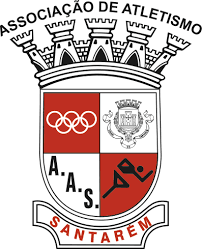 ASSOCIAÇÃO DE ATLETISMO
A.A.S.
SANTARÉM